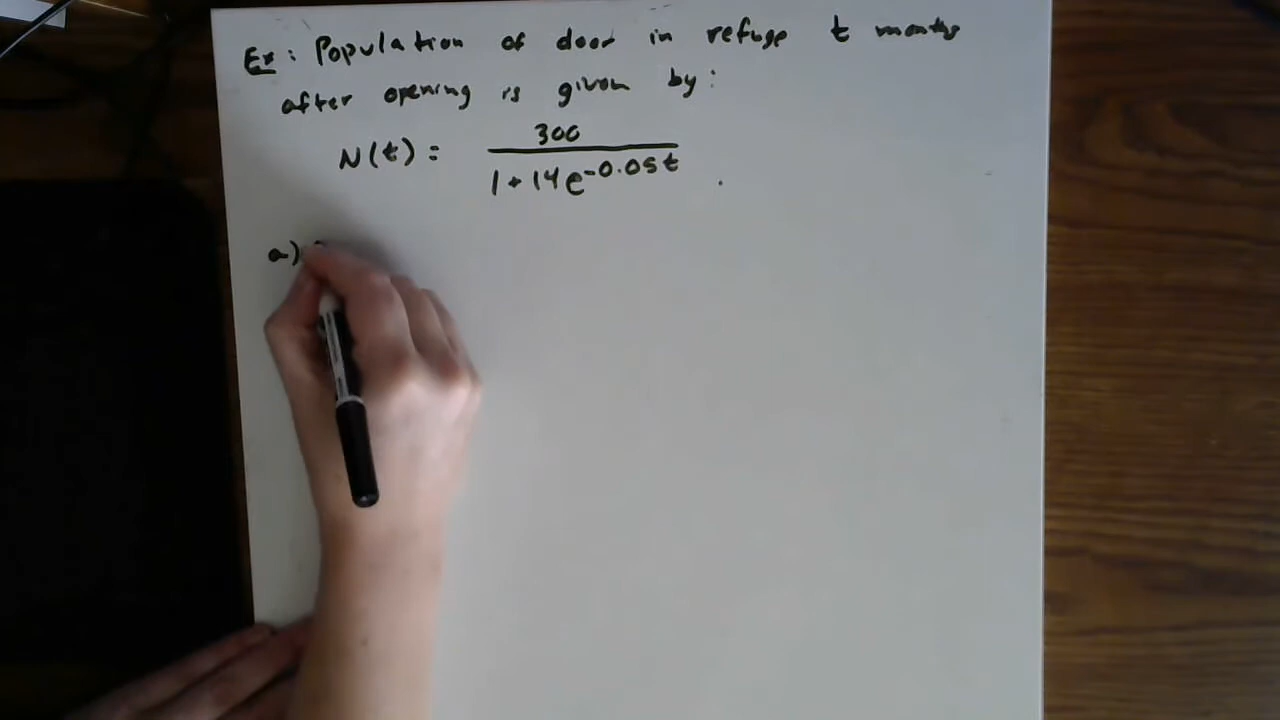 Ex: Population of deer in refuge t months
after opening is given by:
N(t) = 300 / (1 + 14e^{-0.05t}) .
a)